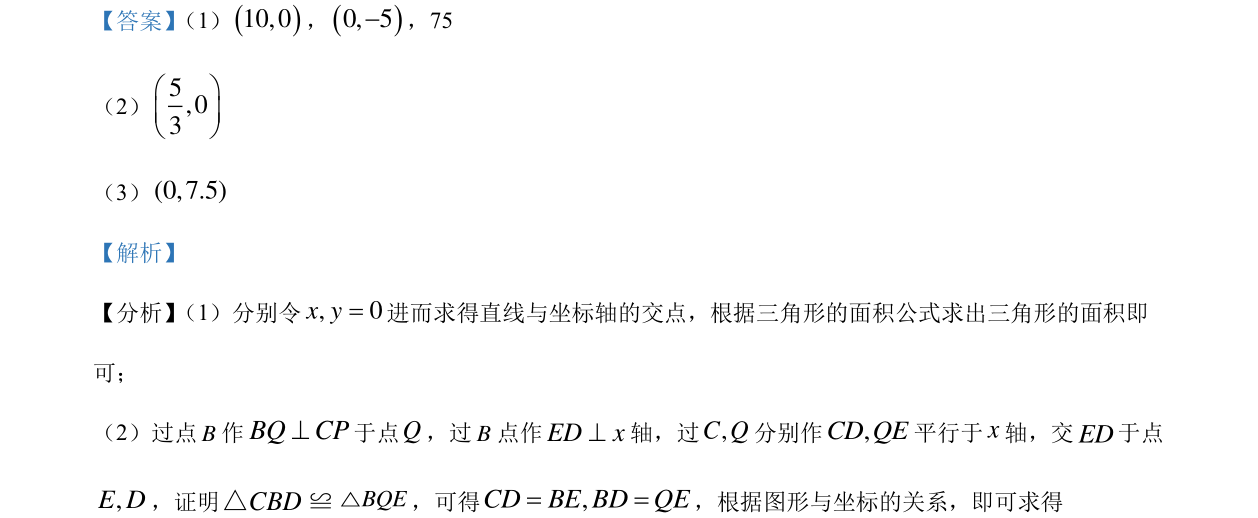 【答案】（1）(10,0)，(0,−5)，75
（2）(5/3,0)
（3）(0,7.5)
【解析】
【分析】（1）分别令 x, y = 0 进而求得直线与坐标轴的交点，根据三角形的面积公式求出三角形的面积即
可；
（2）过点 B 作 BQ ⊥ CP 于点 Q，过 B 点作 ED ⊥ x 轴，过 C,Q 分别作 CD,QE 平行于 x 轴，交 ED 于点
E,D，证明 △CBD ≌ △BQE，可得 CD = BE, BD = QE，根据图形与坐标的关系，即可求得